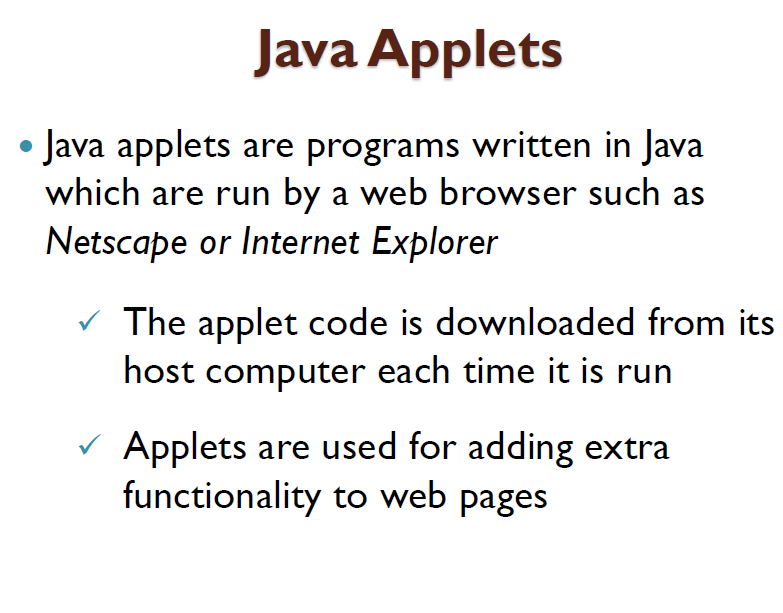 Java Applets
• Java applets are programs written in Java
which are run by a web browser such as
Netscape or Internet Explorer
✓ The applet code is downloaded from its
host computer each time it is run
✓ Applets are used for adding extra
functionality to web pages